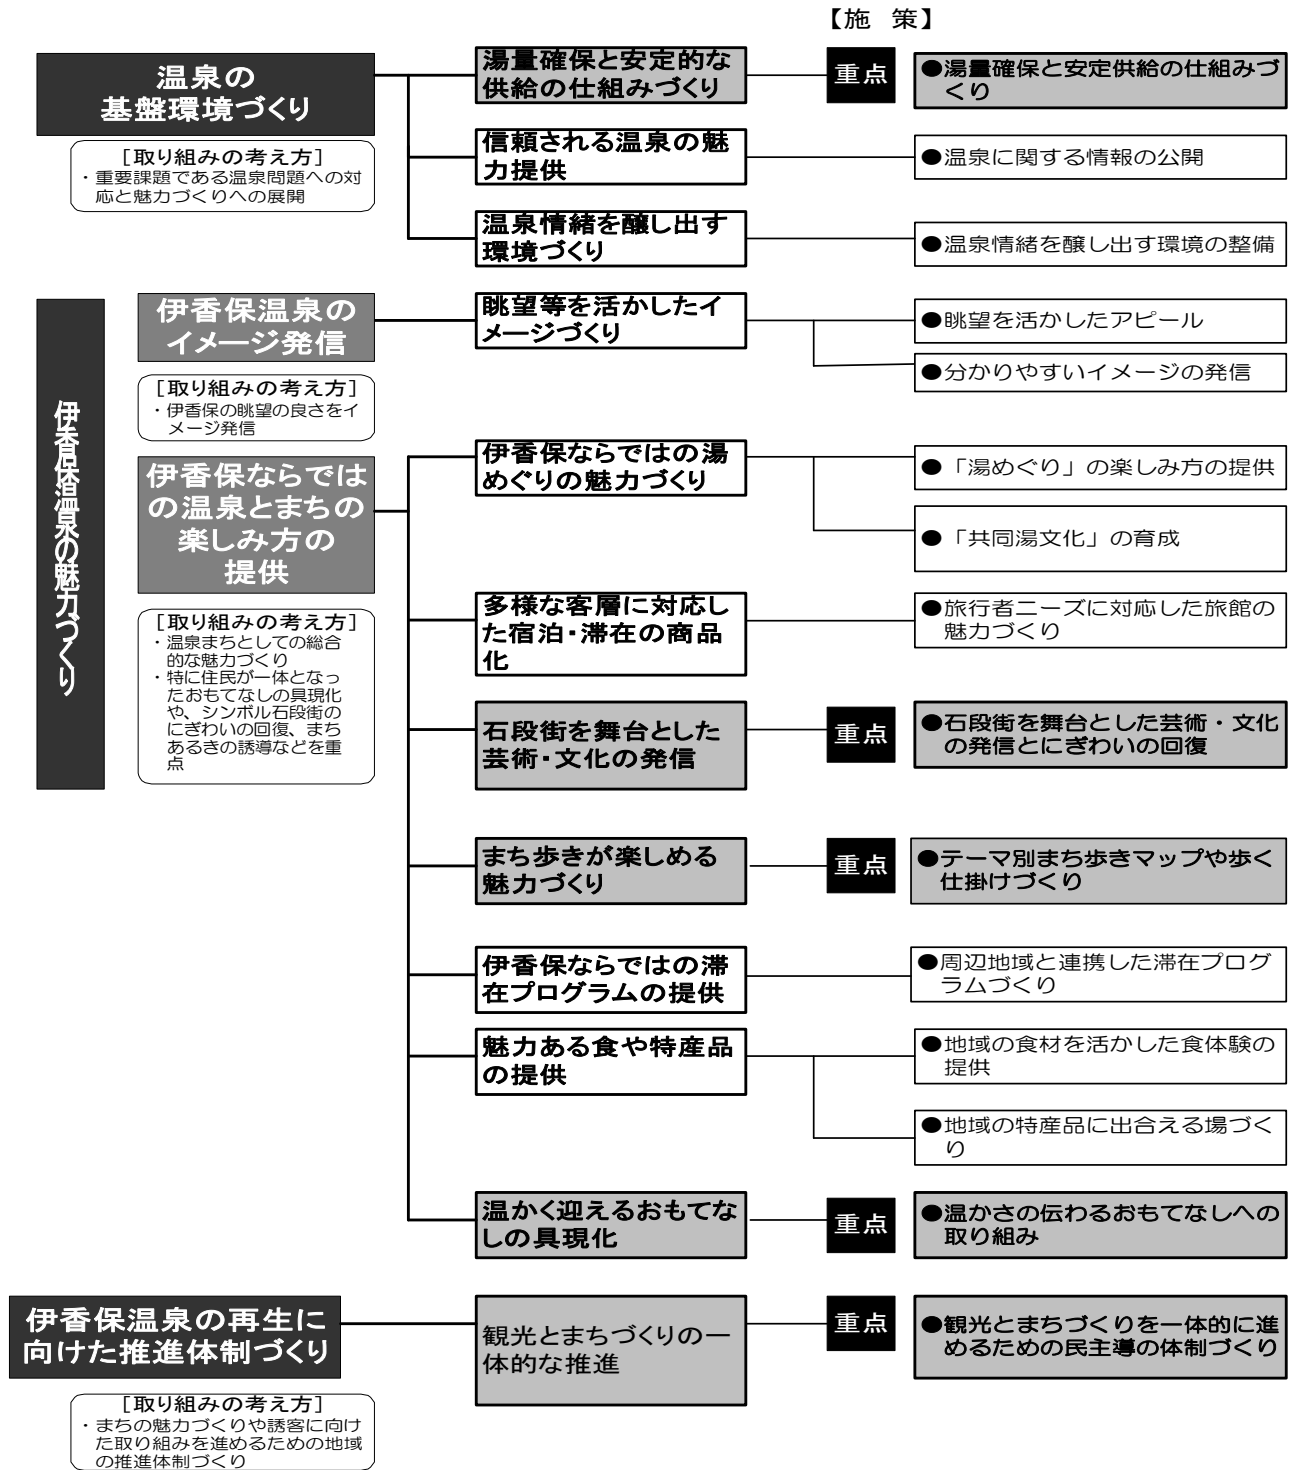 【施　策】
温泉の
基盤環境づくり
[取り組みの考え方]
・重要課題である温泉問題への対
応と魅力づくりへの展開
湯量確保と安定的な
供給の仕組みづくり
重点
●湯量確保と安定供給の仕組みづ
くり
信頼される温泉の魅
力提供
●温泉に関する情報の公開
温泉情緒を醸し出す
環境づくり
●温泉情緒を醸し出す環境の整備
伊香保温泉の魅力づくり
伊香保温泉の
イメージ発信
[取り組みの考え方]
・伊香保の眺望の良さをイ
メージ発信
眺望等を活かしたイ
メージづくり
●眺望を活かしたアピール
●分かりやすいイメージの発信
伊香保ならでは
の温泉とまちの
楽しみ方の
提供
[取り組みの考え方]
・温泉まちとしての総合
的な魅力づくり
・特に住民が一体となっ
たおもてなしの具現化
や、シンボル石段街の
にぎわいの回復、まち
あるきの誘導などを重
点
伊香保ならではの湯
めぐりの魅力づくり
●「湯めぐり」の楽しみ方の提供
●「共同湯文化」の育成
多様な客層に対応し
た宿泊・滞在の商品
化
●旅行者ニーズに対応した旅館の
魅力づくり
石段街を舞台とした
芸術・文化の発信
重点
●石段街を舞台とした芸術・文化
の発信とにぎわいの回復
まち歩きが楽しめる
魅力づくり
重点
●テーマ別まち歩きマップや歩く
仕掛けづくり
伊香保ならではの滞
在プログラムの提供
●周辺地域と連携した滞在プログ
ラムづくり
魅力ある食や特産品
の提供
●地域の食材を活かした食体験の
提供
●地域の特産品に出合える場づく
り
温かく迎えるおもてな
しの具現化
重点
●温かさの伝わるおもてなしへの
取り組み
伊香保温泉の再生に
向けた推進体制づくり
[取り組みの考え方]
・まちの魅力づくりや誘客に向け
た取り組みを進めるための地域
の推進体制づくり
観光とまちづくりの一
体的な推進
重点
●観光とまちづくりを一体的に進
めるための民主導の体制づくり